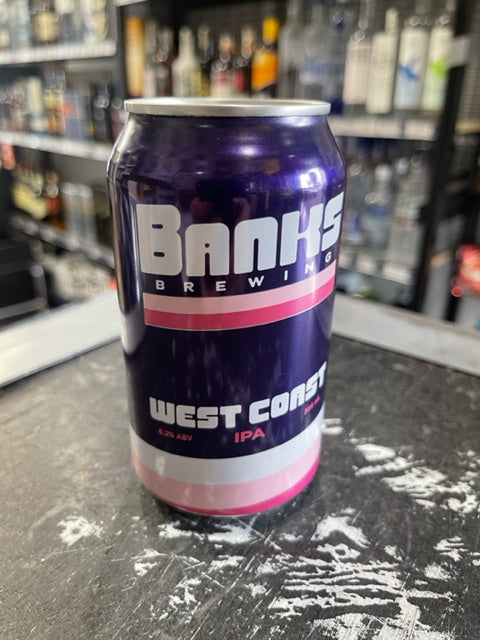 Banks
BREWING
WEST COAST
6.2% ABV IPA